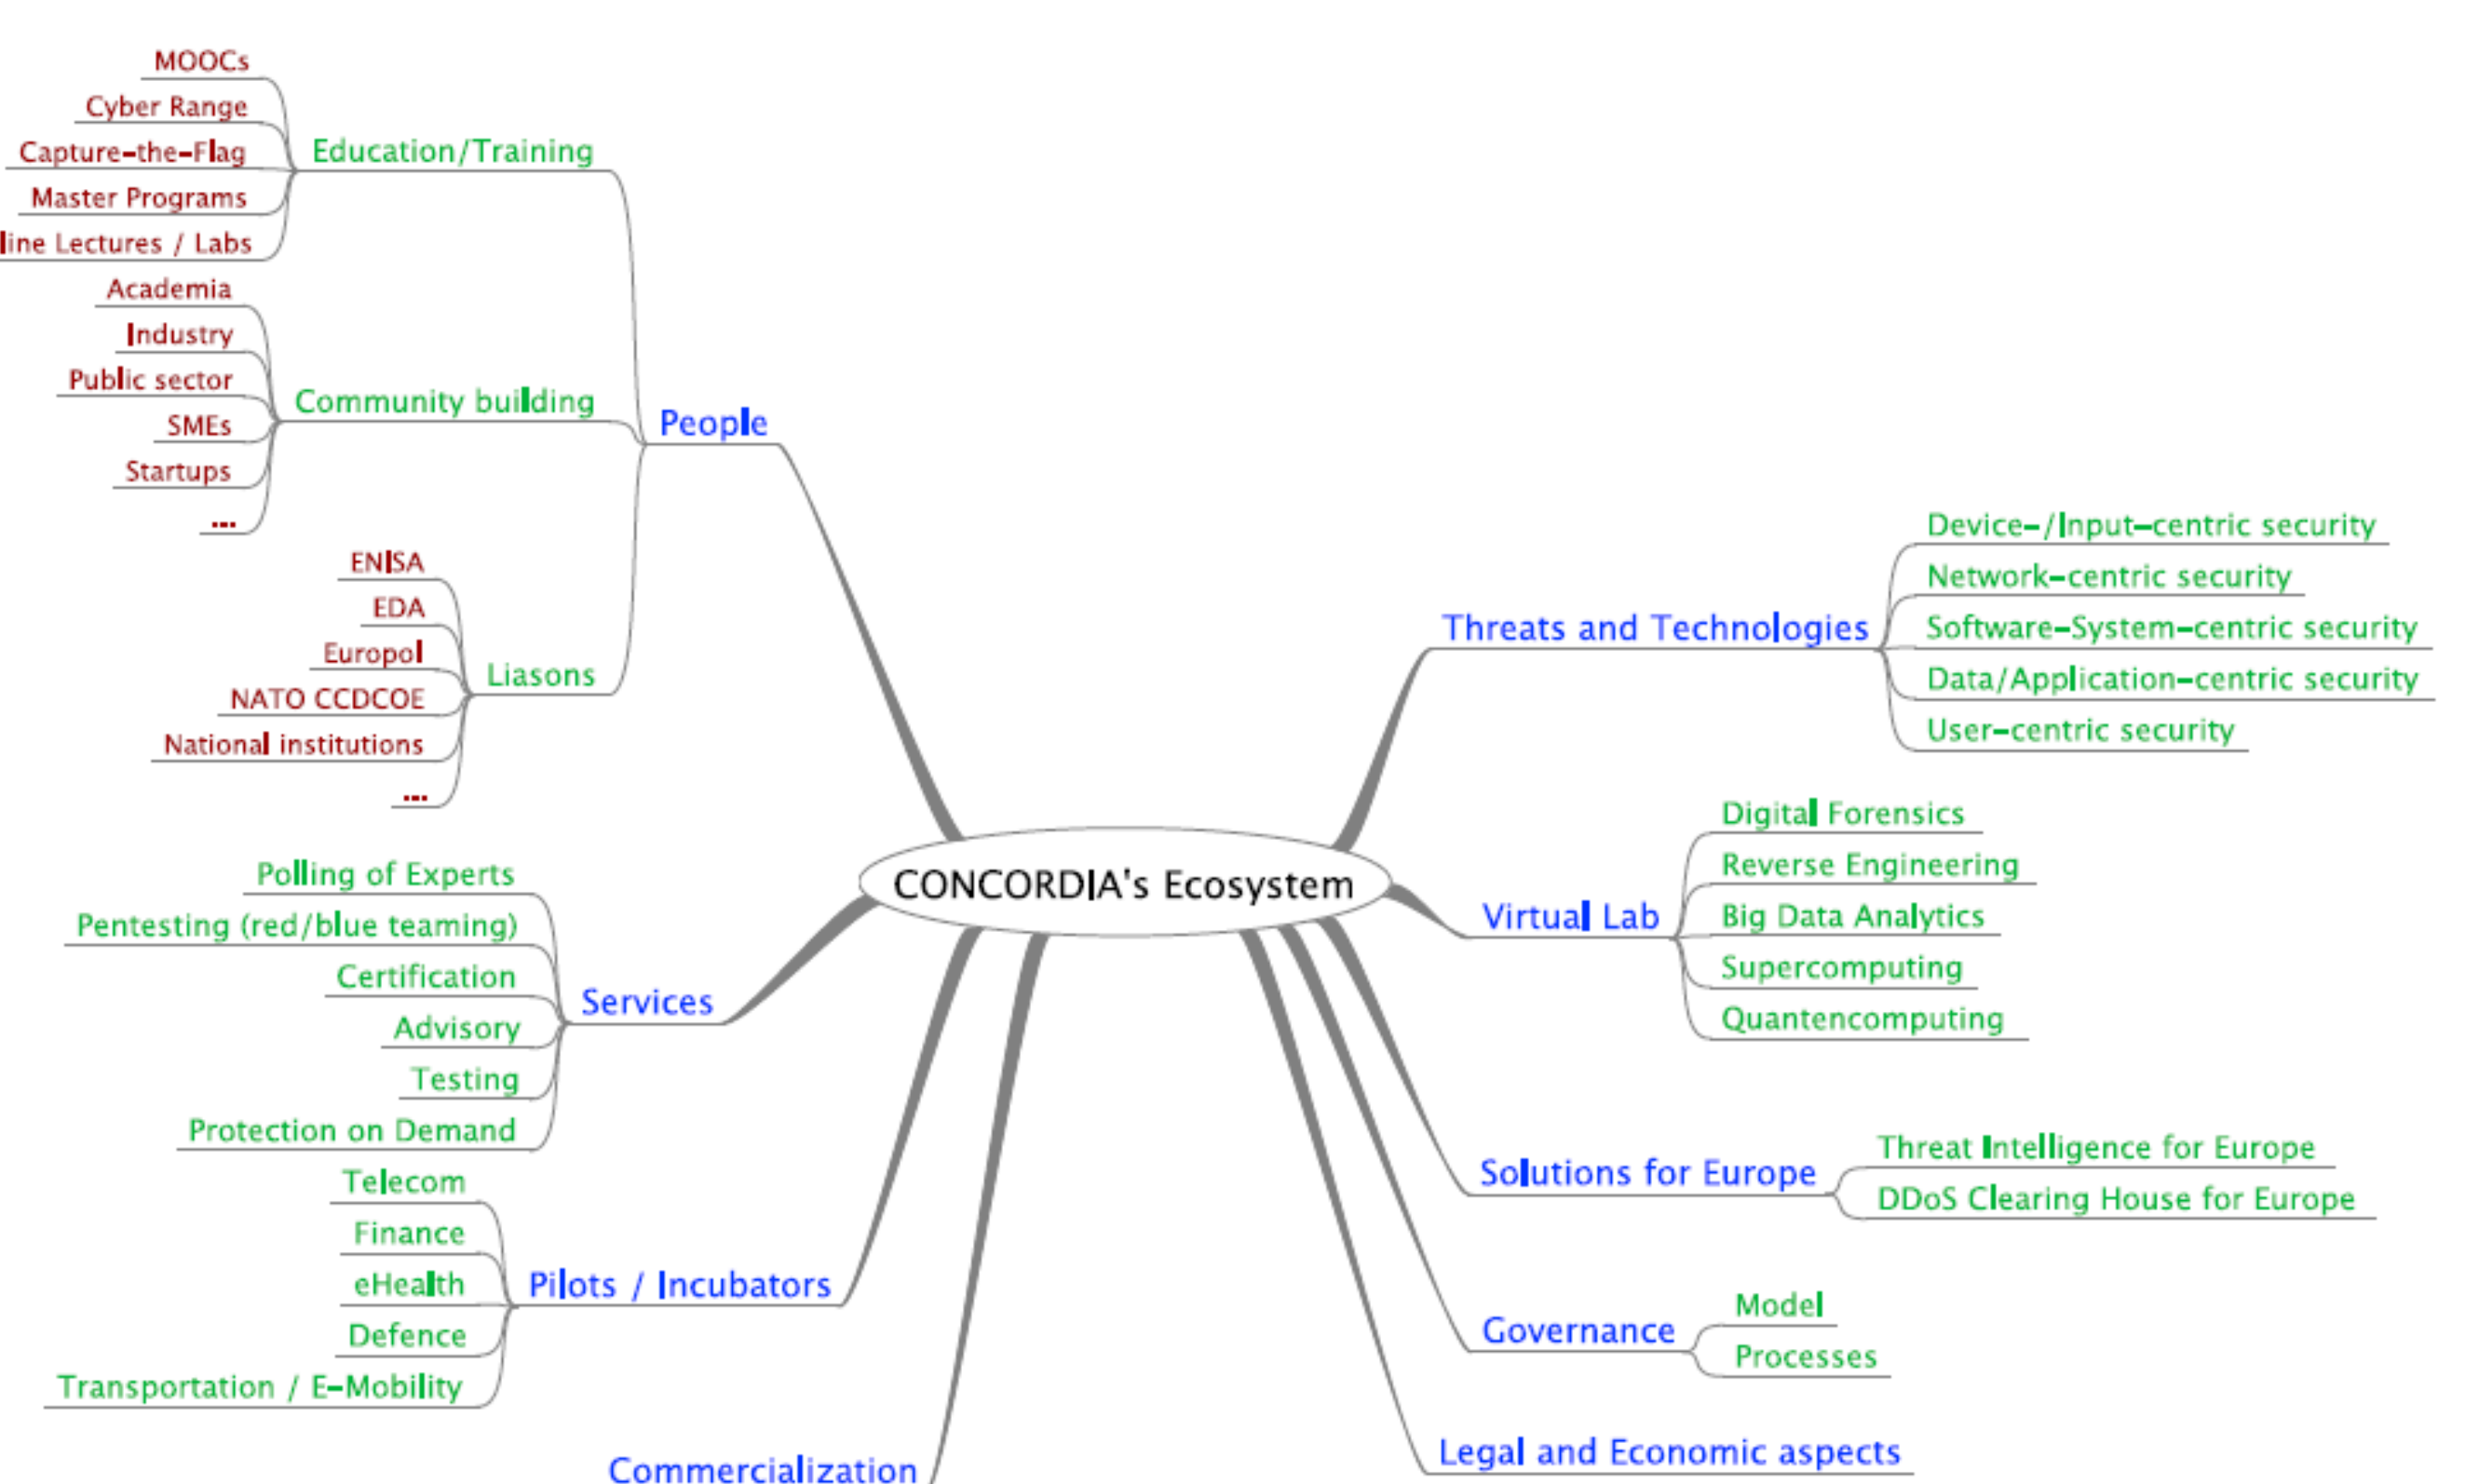 MOOCs
Cyber Range
Capture-the-Flag
Master Programs
line Lectures / Labs
Education/Training
Academia
Industry
Public sector
SMEs
Startups
...
Community building
People
ENISA
EDA
Europol
NATO CCDCOE
National institutions
...
Liasons
Polling of Experts
Pentesting (red/blue teaming)
Certification
Advisory
Testing
Protection on Demand
Services
Telecom
Finance
eHealth
Defence
Transportation / E-Mobility
Pilots / Incubators
Commercialization
CONCORDIA's Ecosystem
Threats and Technologies
Device-/Input-centric security
Network-centric security
Software-System-centric security
Data/Application-centric security
User-centric security
Virtual Lab
Digital Forensics
Reverse Engineering
Big Data Analytics
Supercomputing
Quantencomputing
Solutions for Europe
Threat Intelligence for Europe
DDoS Clearing House for Europe
Governance
Model
Processes
Legal and Economic aspects